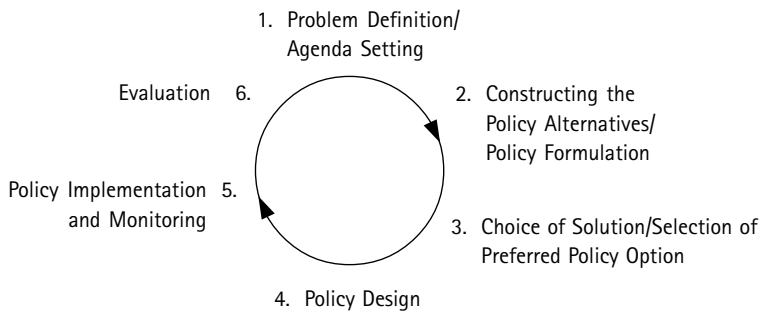 1. Problem Definition/
Agenda Setting
2. Constructing the
Policy Alternatives/
Policy Formulation
3. Choice of Solution/Selection of
Preferred Policy Option
4. Policy Design
Policy Implementation 5.
and Monitoring
Evaluation 6.